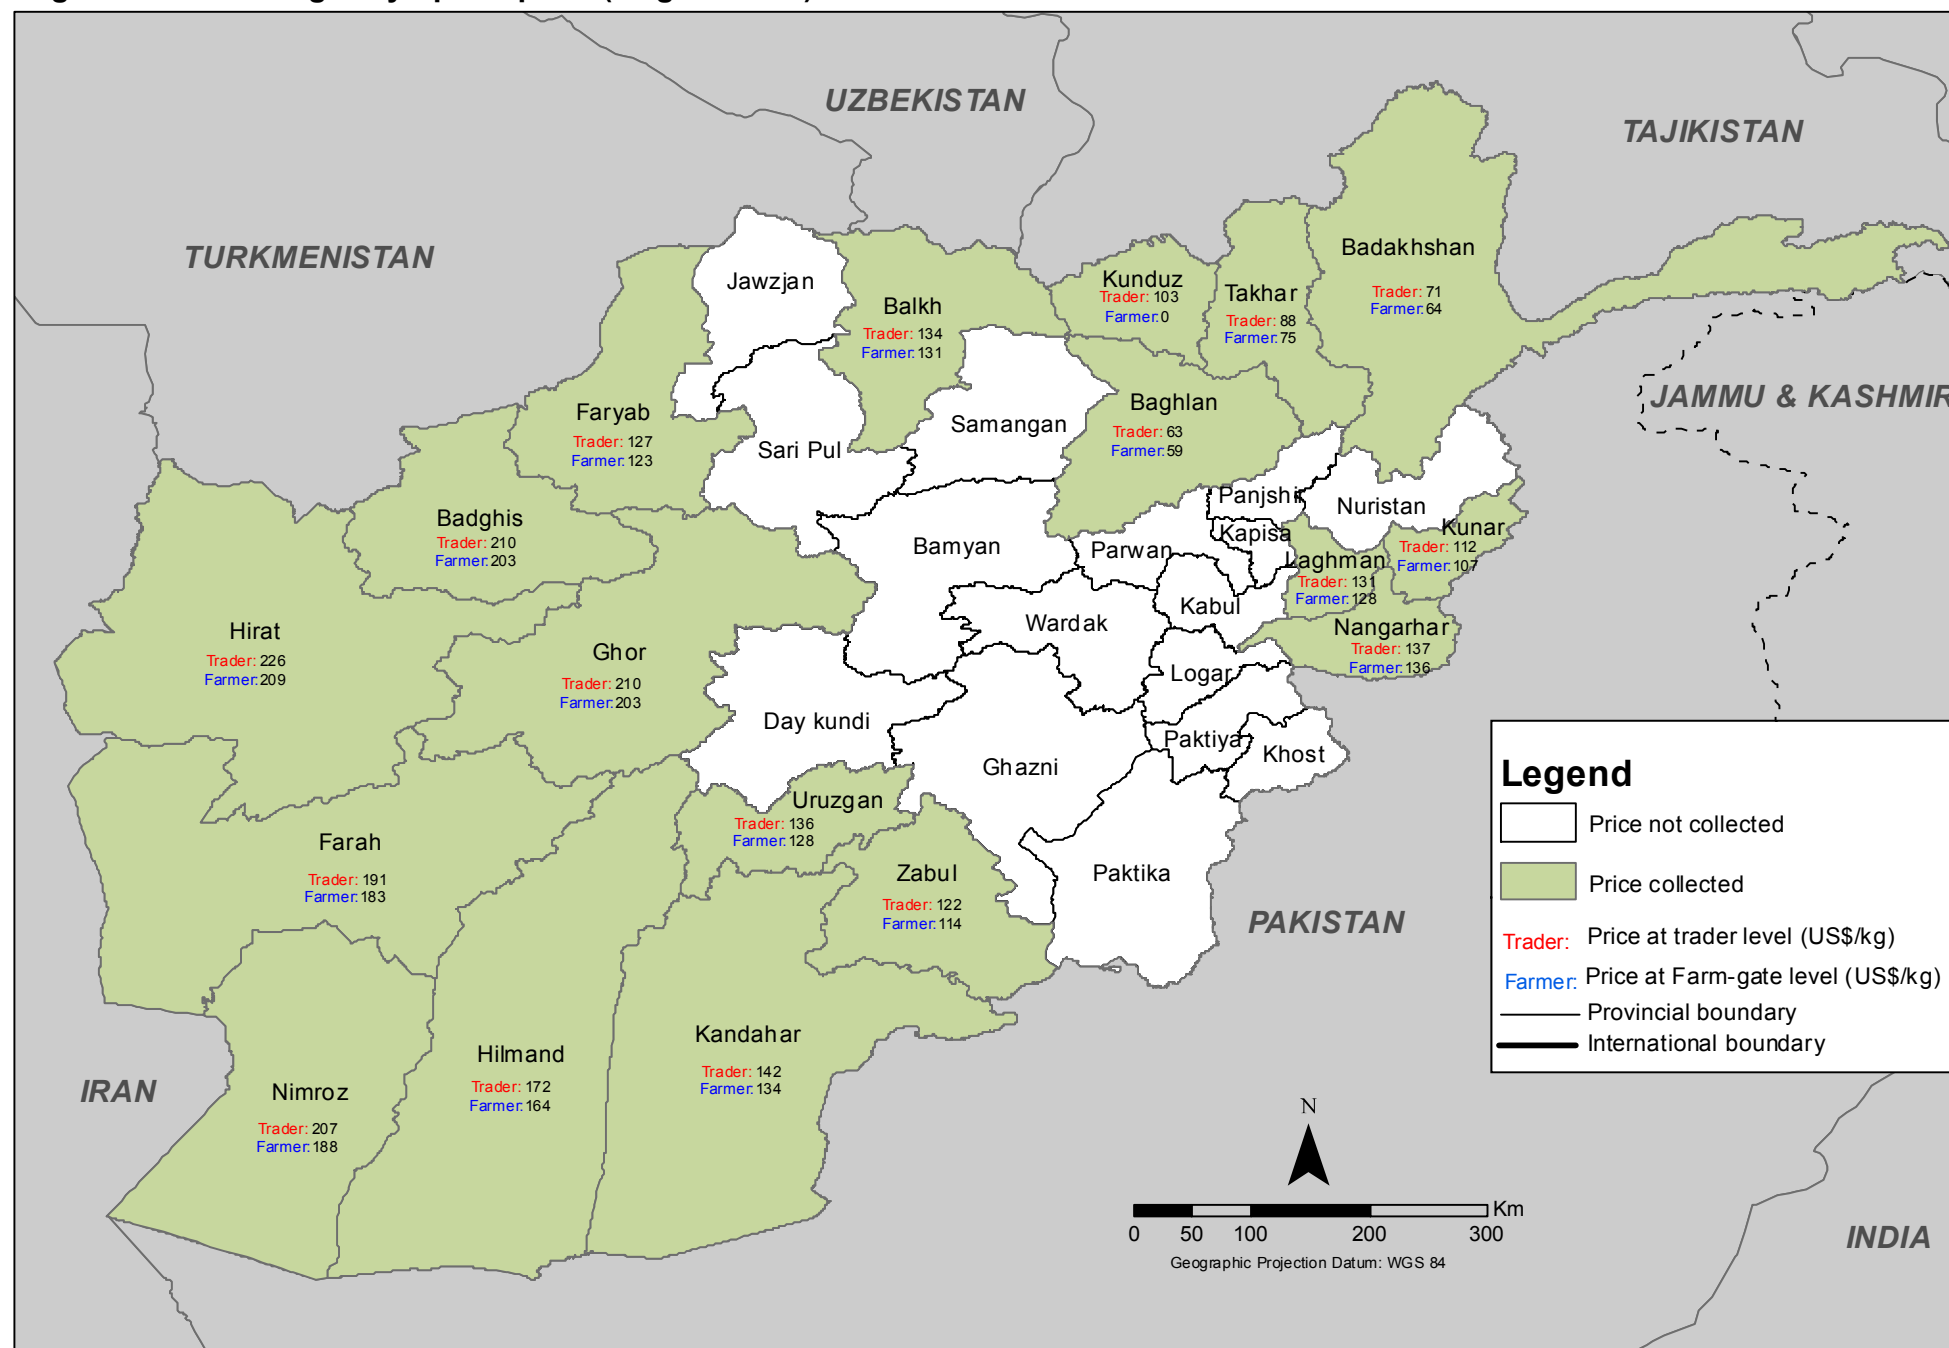 UZBEKISTAN
TAJIKISTAN
TURKMENISTAN
Badakhshan
Trader: 71
Farmer: 64
Jawzjan
Kunduz
Trader: 103
Farmer: 0
Takhar
Trader: 88
Farmer: 75
Balkh
Trader: 134
Farmer: 131
JAMMU & KASHMIR
Faryab
Trader: 127
Farmer: 123
Baghlan
Trader: 63
Farmer: 59
Samangan
Sari Pul
Panjshi
Nuristan
Badghis
Trader: 210
Farmer: 203
Kunar
Trader: 112
Farmer: 107
Kapisa
Bamyan
Parwan
Laghman
Trader: 131
Farmer: 128
Kabul
Wardak
Hirat
Trader: 226
Farmer: 209
Nangarhar
Trader: 137
Farmer: 136
Ghor
Trader: 210
Farmer: 203
Logar
Day kundi
Paktiya
Khost
Ghazni
Uruzgan
Trader: 136
Farmer: 128
Farah
Trader: 191
Farmer: 183
Zabul
Trader: 122
Farmer: 114
Paktika
PAKISTAN
Kandahar
Trader: 142
Farmer: 134
Hilmand
Trader: 172
Farmer: 164
IRAN
Nimroz
Trader: 207
Farmer: 188
INDIA
Legend
Price not collected
Price collected
Trader: Price at trader level (US$/kg)
Farmer: Price at Farm-gate level (US$/kg)
Provincial boundary
International boundary
N
Km
0 50 100 200 300
Geographic Projection Datum: WGS 84